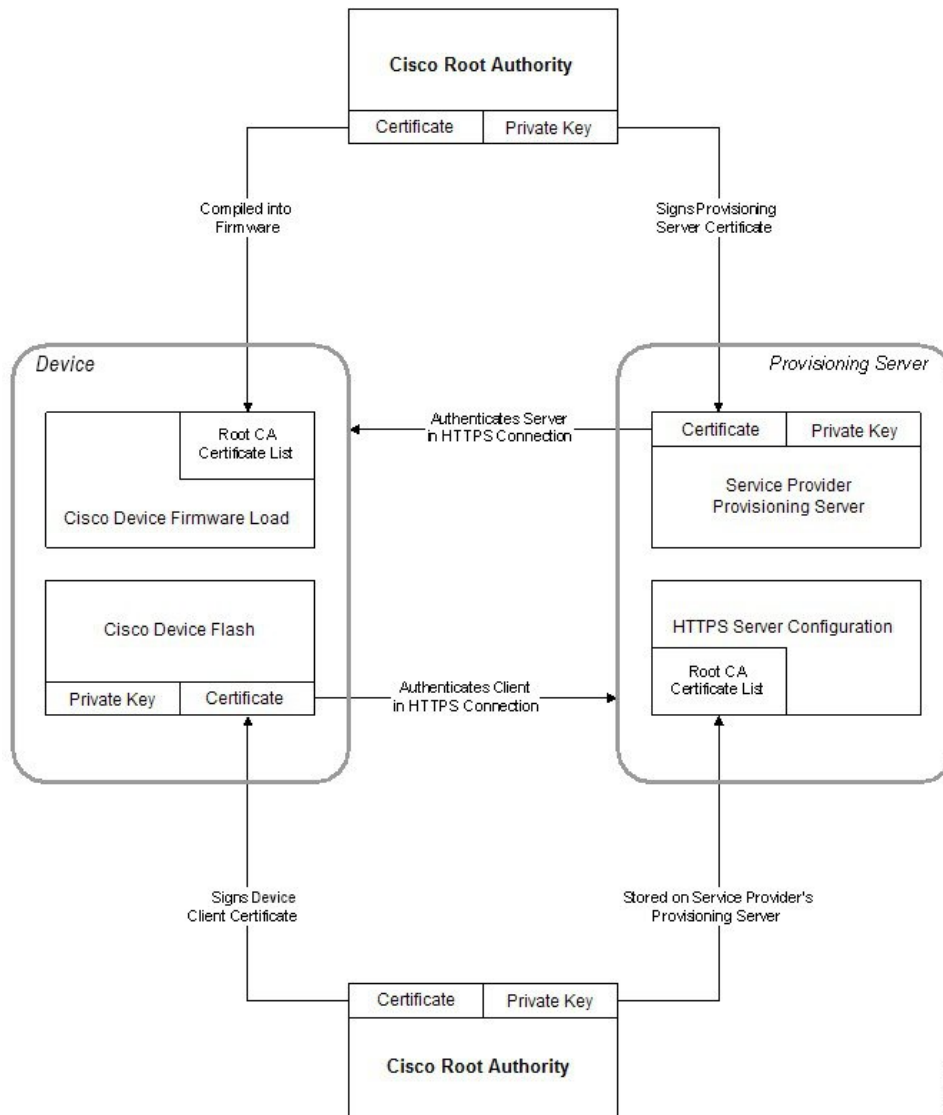 Cisco Root Authority
Certificate
Private Key
Compiled into
Firmware
Signs Provisioning
Server Certificate
Device
Provisioning Server
Root CA
Certificate List
Cisco Device Firmware Load
Authenticates Server
in HTTPS Connection
Certificate
Private Key
Service Provider
Provisioning Server
Cisco Device Flash
Private Key
Certificate
Authenticates Client
in HTTPS Connection
HTTPS Server Configuration
Root CA
Certificate List
Signs Device
Client Certificate
Stored on Service Provider's
Provisioning Server
Certificate
Private Key
Cisco Root Authority